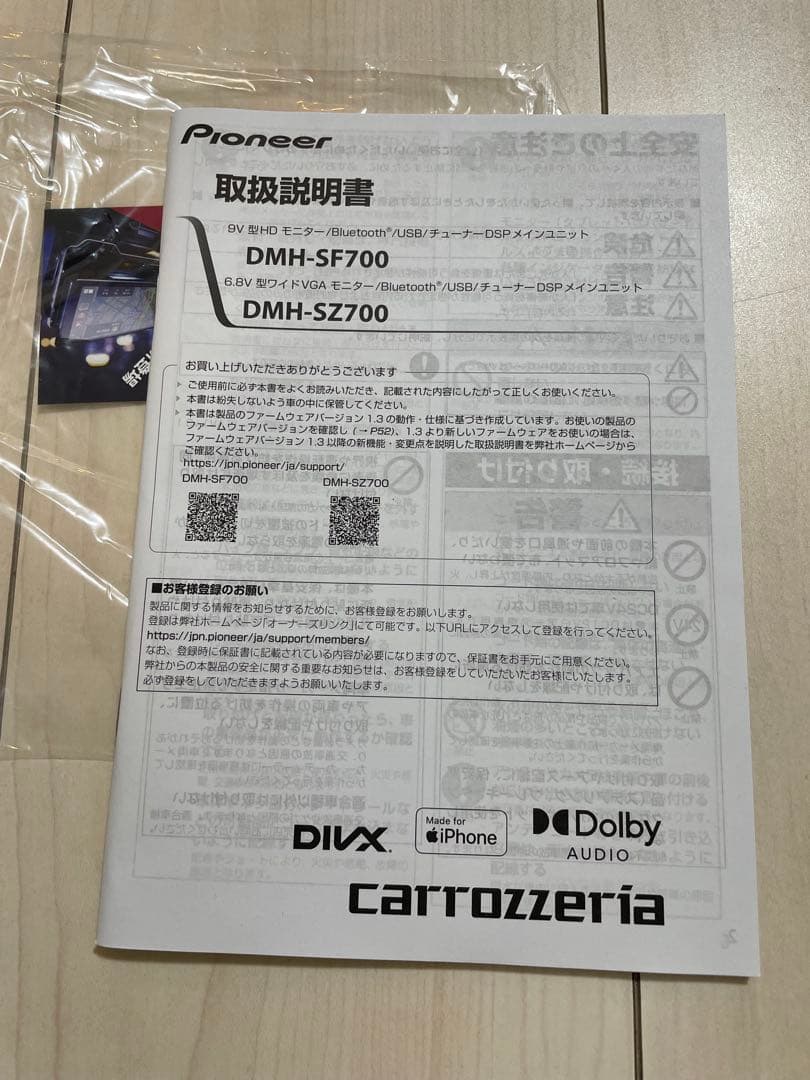 Pioneer
取扱説明書
9V 型HD モニター/Bluetooth®/USB/チューナーDSPメインユニット
DMH-SF700
6.8V 型ワイドVGA モニター/Bluetooth®/USB/チューナーDSPメインユニット
DMH-SZ700
お買い上げいただきありがとうございます
ご使用前に必ず本書をよくお読みいただき、記載された内容にしたがって正しくお使いください。
本書は紛失しないよう車の中に保管してください。
本書は製品のファームウェアバージョン 1.3 の動作・仕様に基づき作成しています。お使いの製品の
ファームウェアバージョンを確認し (→ P52)、1.3 より新しいファームウェアをお使いの場合は、
ファームウェアバージョン 1.3 以降の新機能・変更点を説明した取扱説明書を弊社ホームページから
ご確認ください。
https://jpn.pioneer/ja/support/
DMH-SF700 DMH-SZ700
■お客様登録のお願い
製品に関する情報をお知らせするために、お客様登録をお願いします。
登録は弊社ホームページ「オーナーズリンク」にて可能です。以下URLにアクセスして登録を行ってください。
https://jpn.pioneer/ja/support/members/
なお、登録時に保証書に記載されている内容が必要になりますので、保証書をお手元にご用意ください。
弊社からの本製品の安全に関する重要なお知らせは、お客様登録をしていただいたお客様にいたします。
必ず登録をしていただきますようお願いいたします。
DIVX.
Made for
iPhone
Dolby
AUDIO
carrozzeria